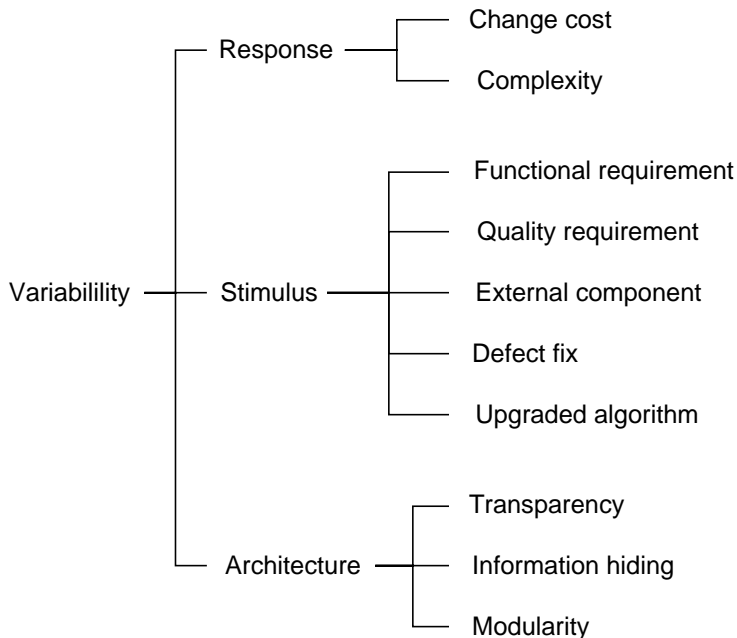 Change cost
Response
Complexity
Functional requirement
Quality requirement
Variabilility
Stimulus
External component
Defect fix
Upgraded algorithm
Transparency
Architecture
Information hiding
Modularity